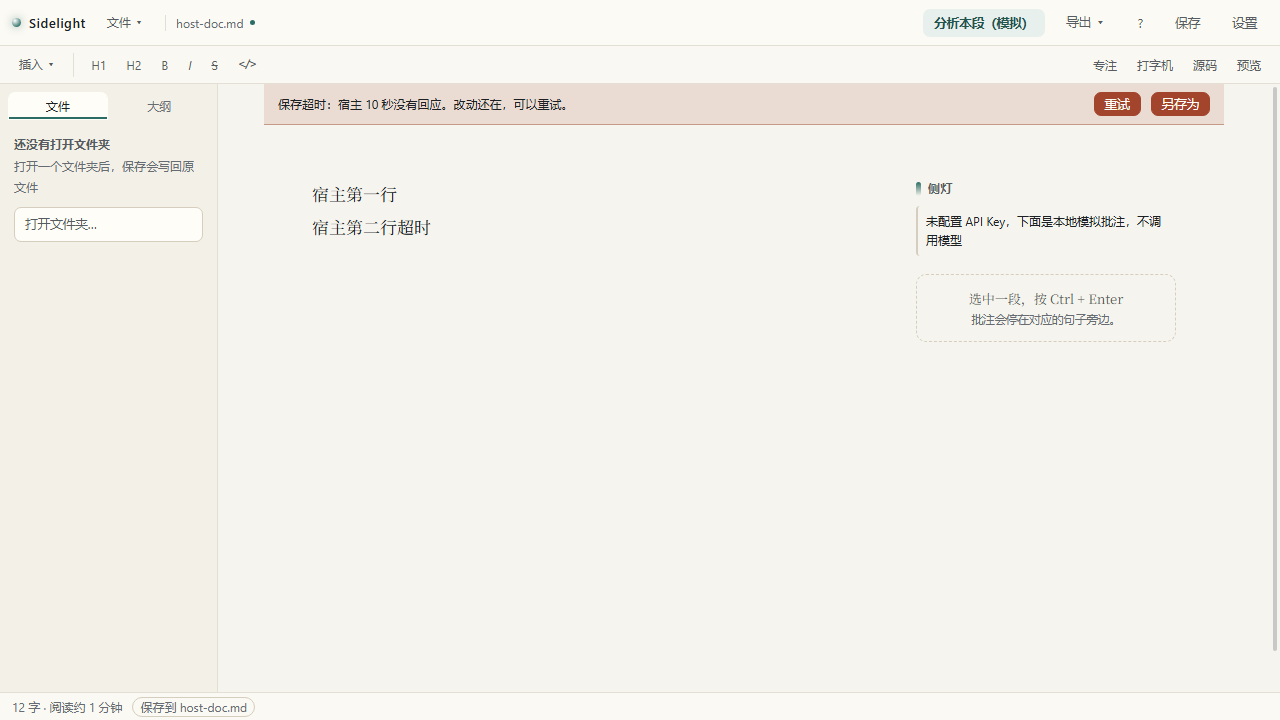 Sidelight 文件 host-doc.md 分析本段（模拟） 导出 ? 保存 设置
插入 H1 H2 B I S </> 专注 打字机 源码 预览
文件 大纲
还没有打开文件夹
打开一个文件夹后，保存会写回原
文件
打开文件夹...
保存超时：宿主 10 秒没有回应。改动还在，可以重试。 重试 另存为
宿主第一行
宿主第二行超时
侧灯
未配置 API Key，下面是本地模拟批注，不调
用模型
选中一段，按 Ctrl + Enter
批注会停在对应的句子旁边。
12 字 · 阅读约 1 分钟 保存到 host-doc.md